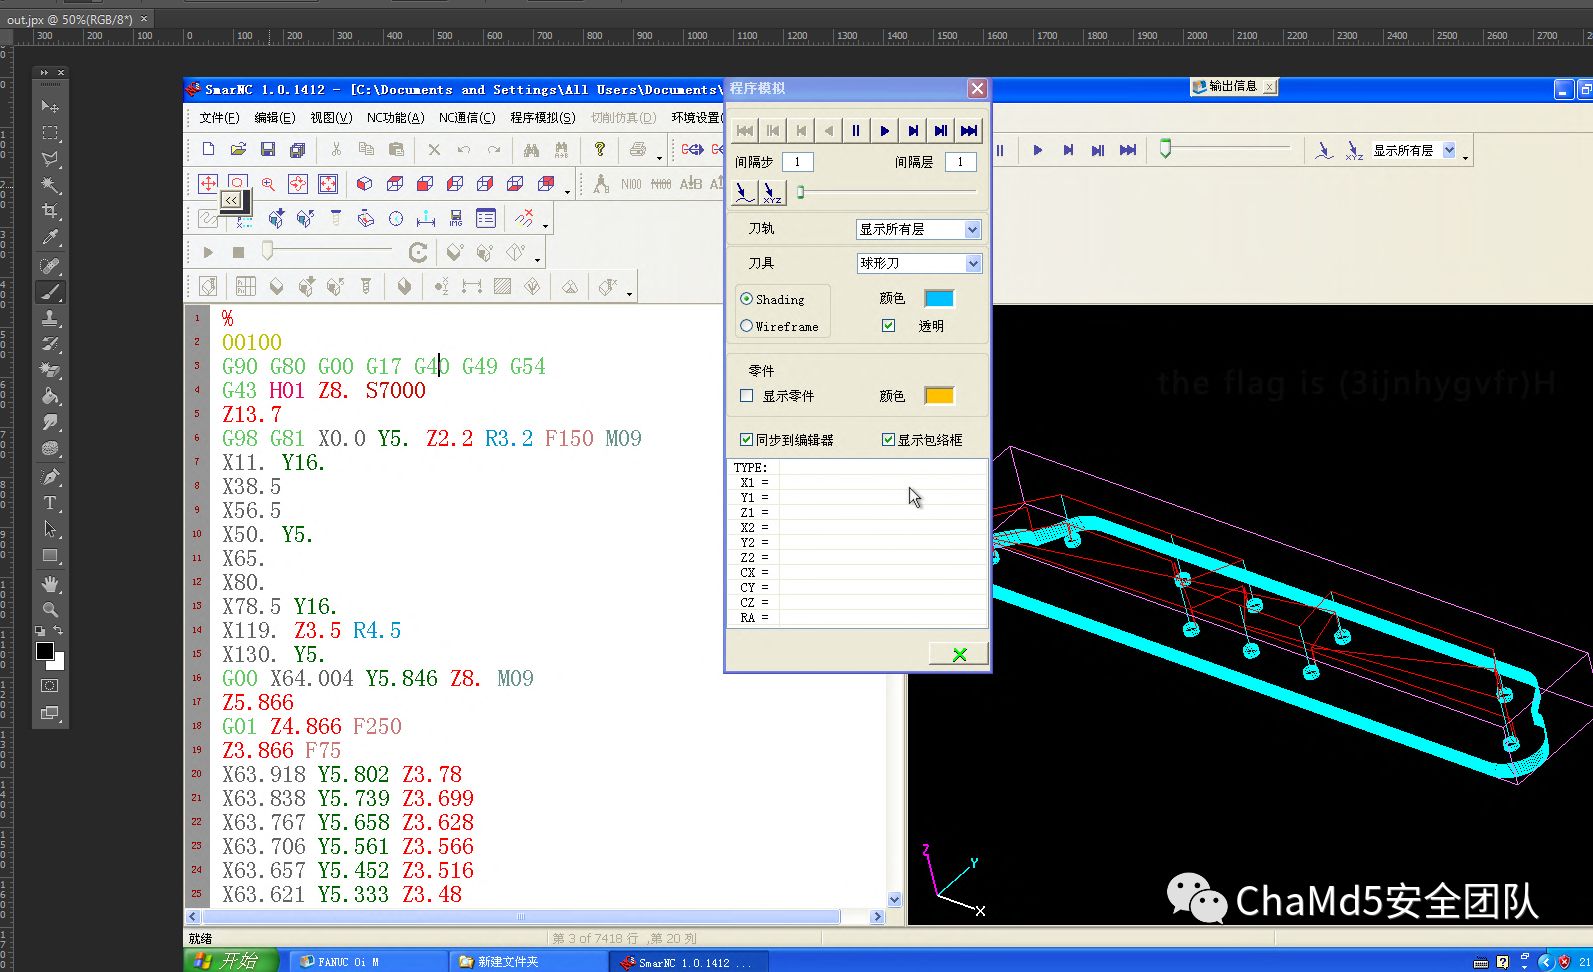 out.jpx @ 50%(RGB/8*) ×
300 200 100 0 100 200 300 400 500 600 700 800 900 1000 1100 1200 1300 1400 1500 1600 1700 1800 1900 2000 2100 2200 2300 2400 2500 2600 2700
SmarNC 1.0.1412 - [C:\Documents and Settings\All Users\Documents\
文件(F) 编辑(E) 视图(V) NC功能(A) NC通信(C) 程序模拟(S) 切削仿真(D) 环境设置(
输出信息
显示所有层
程序模拟
间隔步 1 间隔层 1
刀轨 显示所有层
刀具 球形刀
Shading 颜色
Wireframe 透明
零件
显示零件 颜色
同步到编辑器 显示包络框
TYPE:
X1 =
Y1 =
Z1 =
X2 =
Y2 =
Z2 =
CX =
CY =
CZ =
RA =
1 %
2 O0100
3 G90 G80 G00 G17 G40 G49 G54
4 G43 H01 Z8. S7000
5 Z13.7
6 G98 G81 X0.0 Y5. Z2.2 R3.2 F150 M09
7 X11. Y16.
8 X38.5
9 X56.5
10 X50. Y5.
11 X65.
12 X80.
13 X78.5 Y16.
14 X119. Z3.5 R4.5
15 X130. Y5.
16 G00 X64.004 Y5.846 Z8. M09
17 Z5.866
18 G01 Z4.866 F250
19 Z3.866 F75
20 X63.918 Y5.802 Z3.78
21 X63.838 Y5.739 Z3.699
22 X63.767 Y5.658 Z3.628
23 X63.706 Y5.561 Z3.566
24 X63.657 Y5.452 Z3.516
25 X63.621 Y5.333 Z3.48
the flag is (3ijnhygvfr)H
Z
Y
X
ChaMd5安全团队
就绪 第 3 of 7418 行 ,第 20 列
开始 FANUC Oi M 新建文件夹 SmarNC 1.0.1412 ... 21